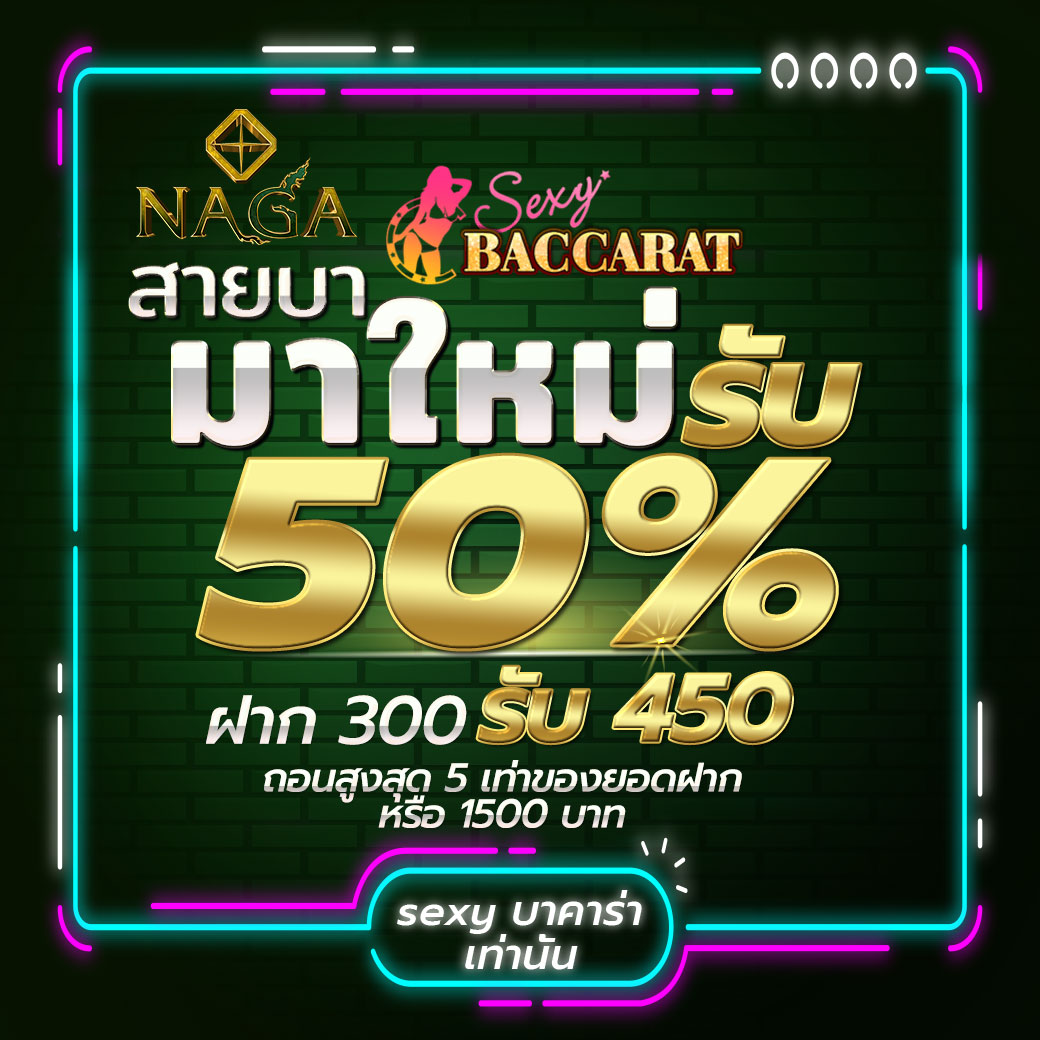 NAGA
Sexy
BACCARAT
สายบา
มาใหม่รับ
50%
ฝาก 300 รับ 450
ถอนสูงสุด 5 เท่าของยอดฝาก
หรือ 1500 บาท
sexy บาคาร่า
เท่านัน